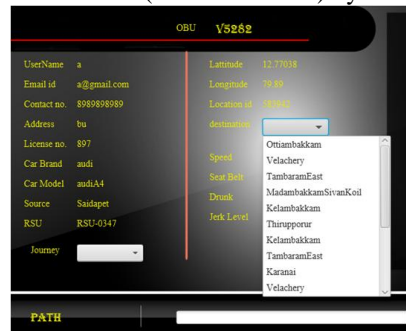 OBU V5282
UserName a
Email id a@gmail.com
Contact no. 8989898989
Address bu
License no. 897
Car Brand audi
Car Model audiA4
Source Saidapet
RSU RSU-0347
Journey
Lattitude 12.77038
Longitude 79.89
Location id
destination
Speed
Seat Belt
Drunk
Jerk Level
Ottiambakkam
Velachery
TambaramEast
MadambakkamSivanKoil
Kelambakkam
Thirupporur
Kelambakkam
TambaramEast
Karanai
Velachery
PATH